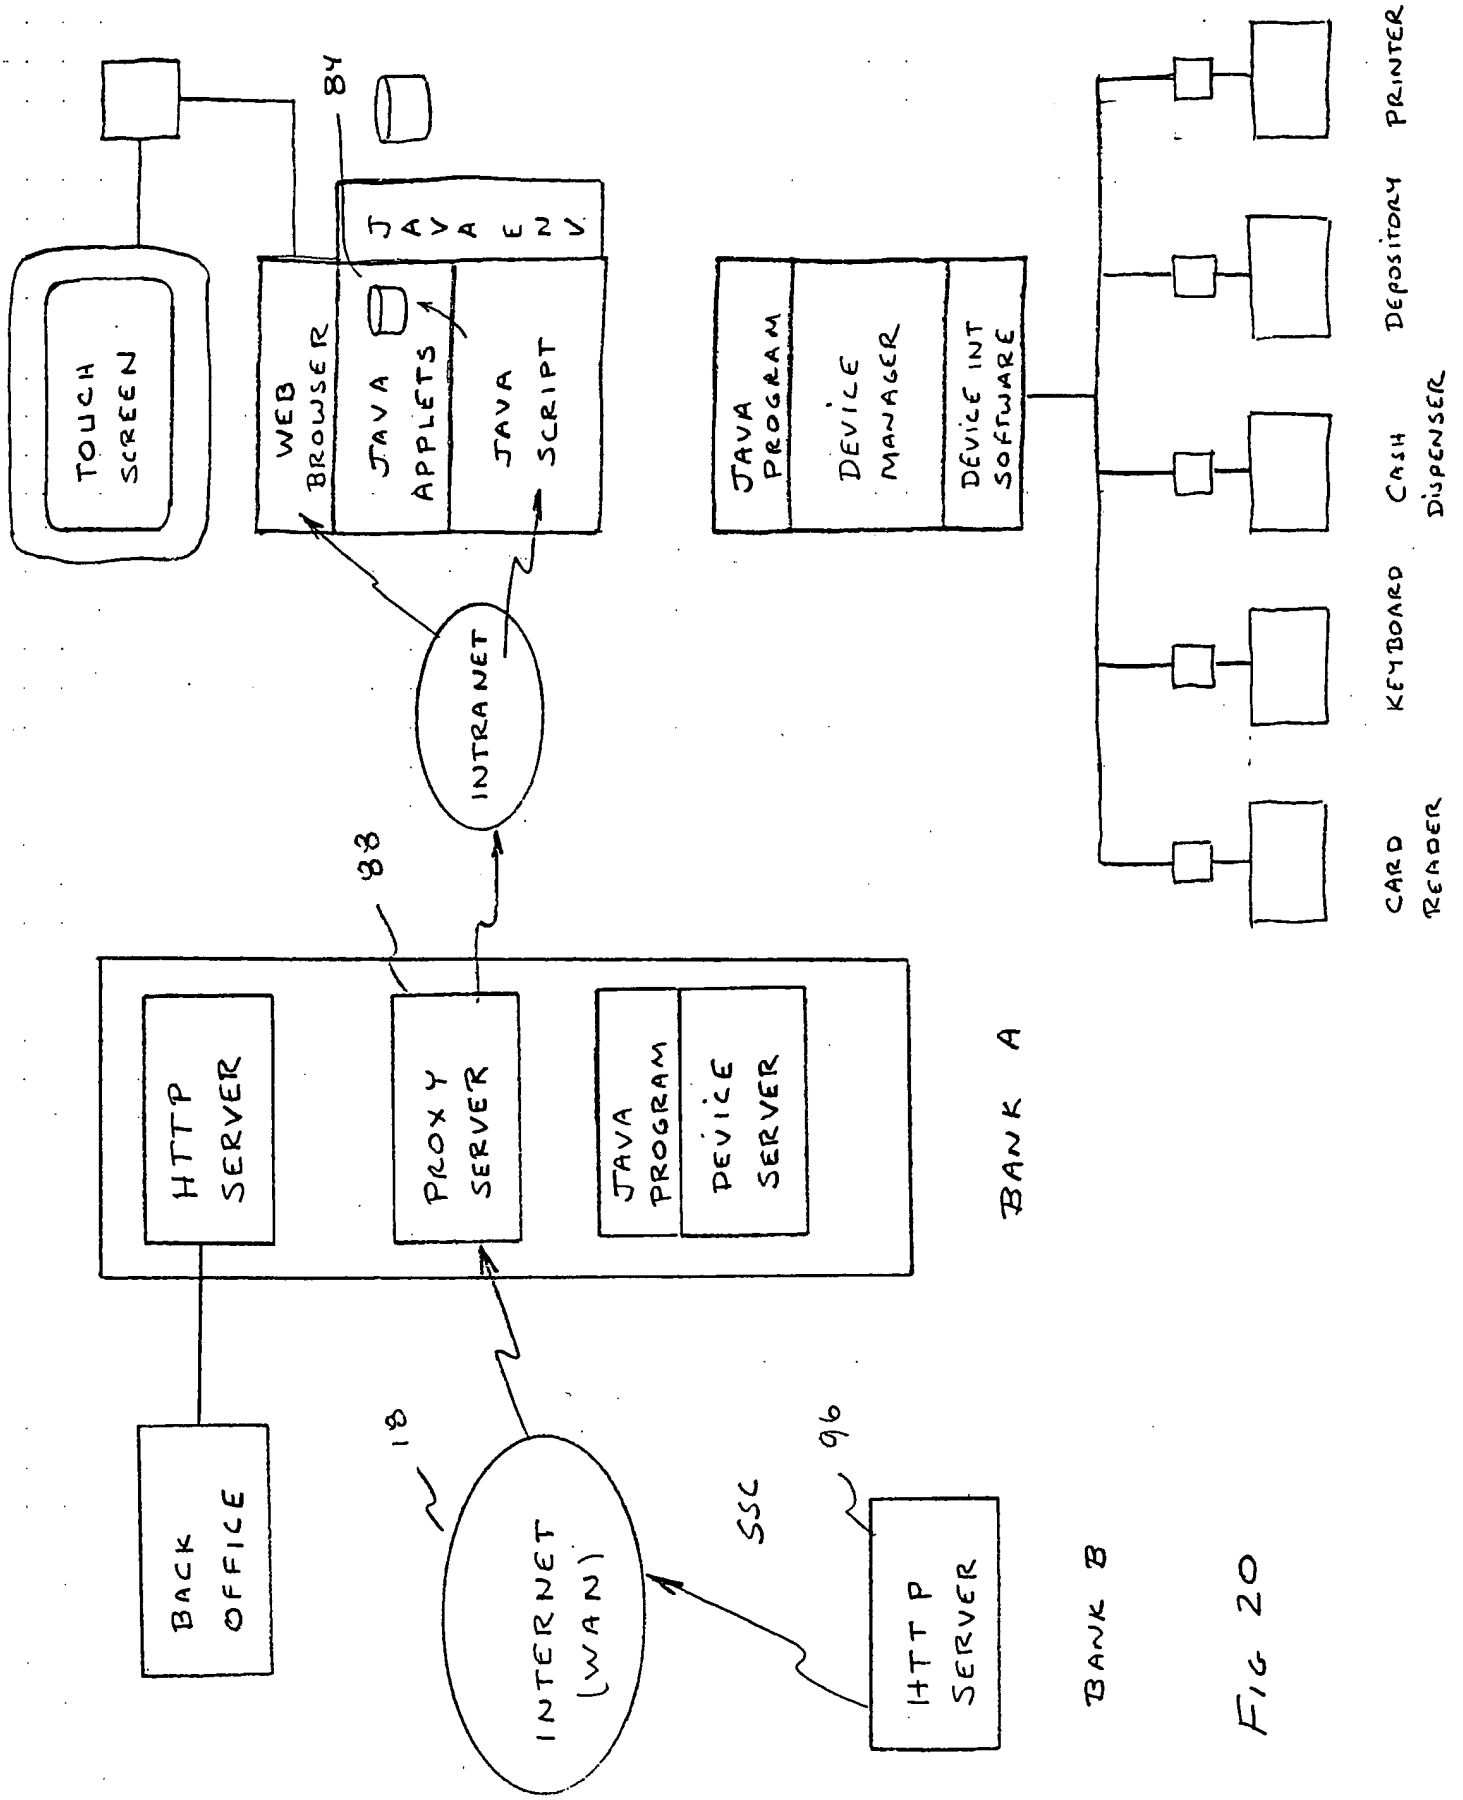 BACK
OFFICE
HTTP
SERVER
TOUCH
SCREEN
18
INTERNET
(WAN)
88
PROXY
SERVER
INTRANET
WEB
BROWSER
JAVA
APPLETS
JAVA
SCRIPT
JAVA ENV.
84
JAVA
PROGRAM
DEVICE
SERVER
JAVA
PROGRAM
DEVICE
MANAGER
DEVICE INT
SOFTWARE
SSC
96
HTTP
SERVER
BANK A
BANK B
CARD
READER
KEYBOARD
CASH
DISPENSER
DEPOSITORY
PRINTER
FIG 20